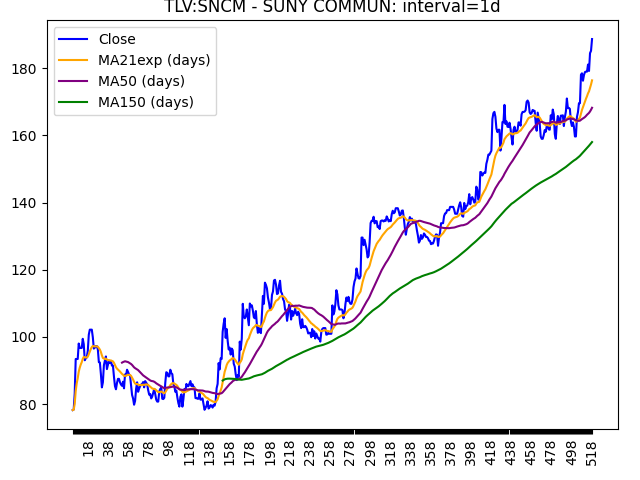 TLV:SNCM - SUNY COMMUN: interval=1d
Close
MA21exp (days)
MA50 (days)
MA150 (days)
180
160
140
120
100
80
18 38 58 78 98 118 138 158 178 198 218 238 258 278 298 318 338 358 378 398 418 438 458 478 498 518